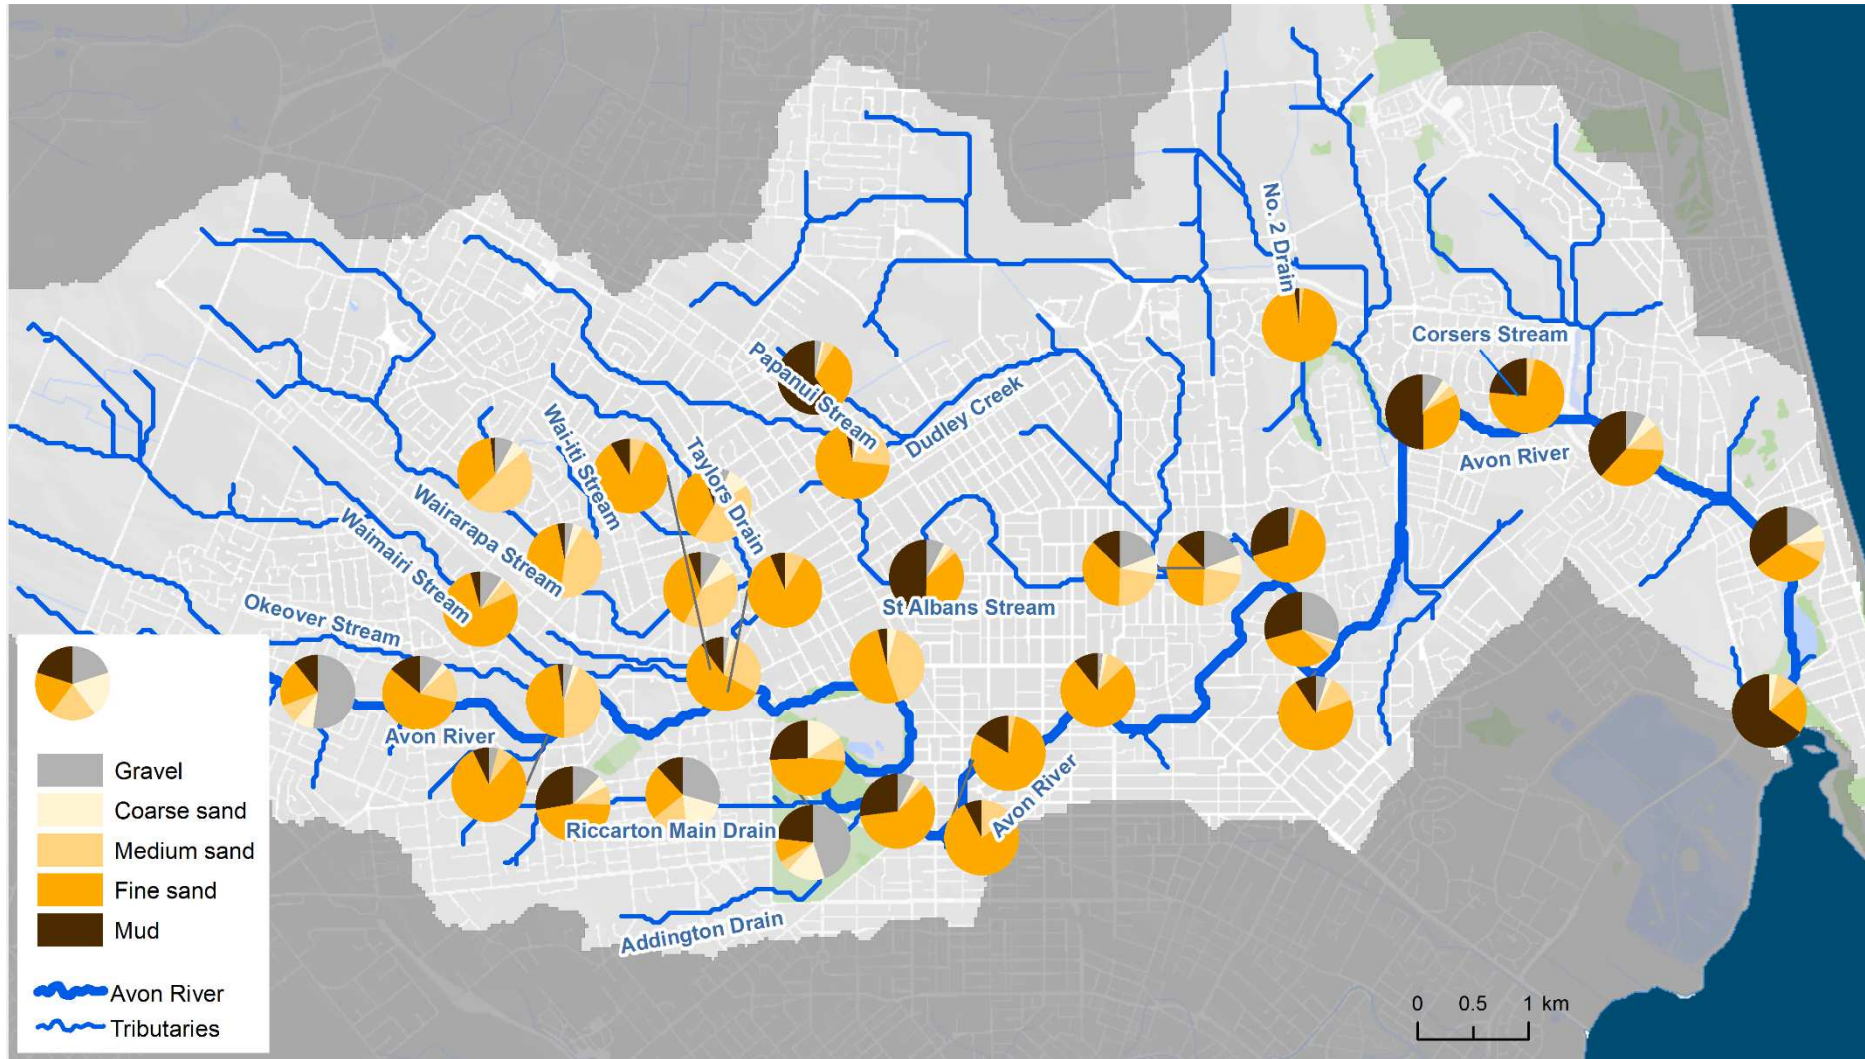 No. 2 Drain
Corsers Stream
Papanui Stream
Dudley Creek
Avon River
Wai-iti Stream
Taylors Drain
Wairarapa Stream
Waimairi Stream
Okeover Stream
St Albans Stream
Avon River
Avon River
Riccarton Main Drain
Addington Drain
Gravel
Coarse sand
Medium sand
Fine sand
Mud
Avon River
Tributaries
0 0.5 1 km